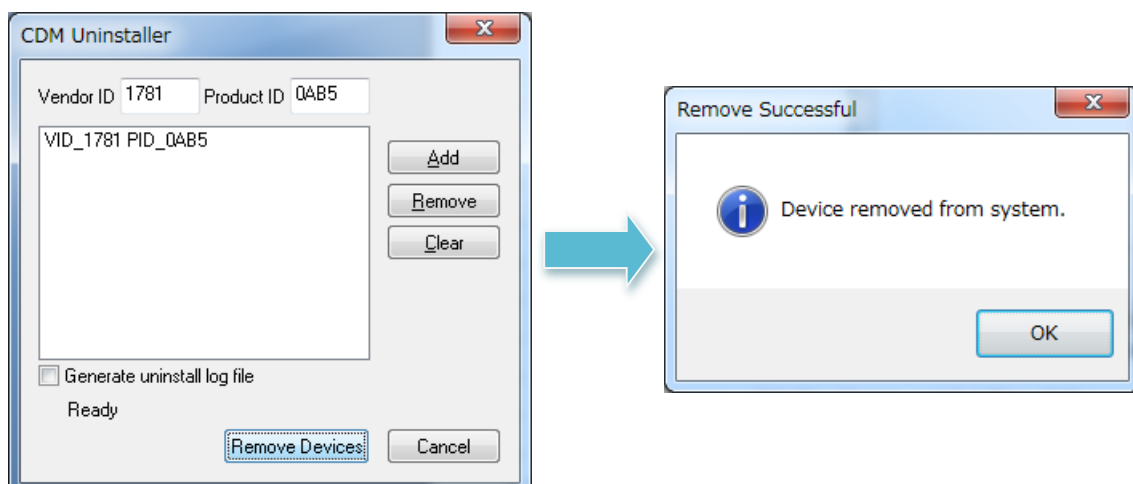 CDM Uninstaller
Vendor ID 1781 Product ID 0AB5
VID_1781 PID_0AB5
Add
Remove
Clear
Generate uninstall log file
Ready
Remove Devices Cancel
Remove Successful
Device removed from system.
OK